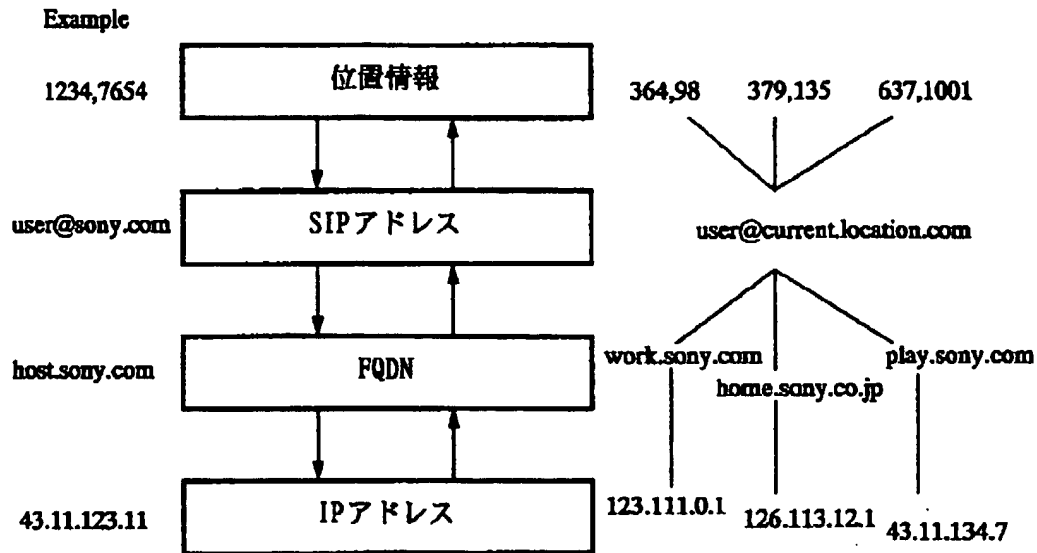 Example
1234,7654
位置情報
364,98
379,135
637,1001
user@sony.com
SIPアドレス
user@current.location.com
host.sony.com
FQDN
work.sony.com
home.sony.co.jp
play.sony.com
43.11.123.11
IPアドレス
123.111.0.1
126.113.12.1
43.11.134.7